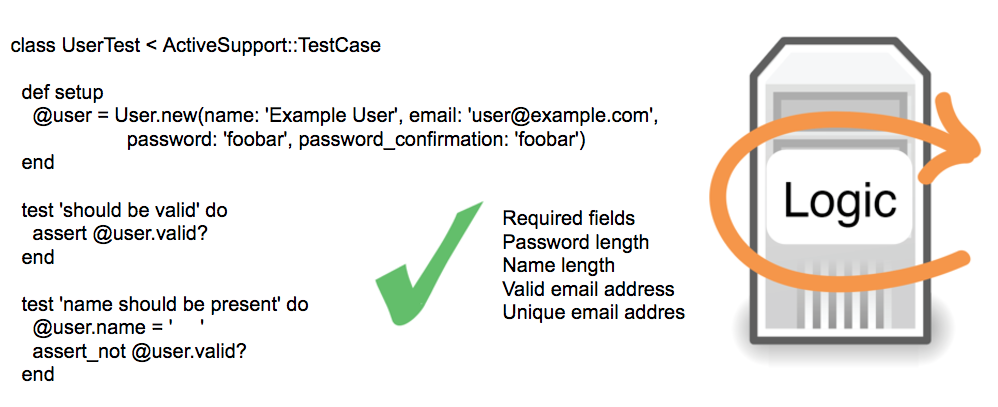 class UserTest < ActiveSupport::TestCase
def setup
@user = User.new(name: 'Example User', email: 'user@example.com',
password: 'foobar', password_confirmation: 'foobar')
end
test 'should be valid' do
assert @user.valid?
end
test 'name should be present' do
@user.name = '     '
assert_not @user.valid?
end
Required fields
Password length
Name length
Valid email address
Unique email addres
Logic